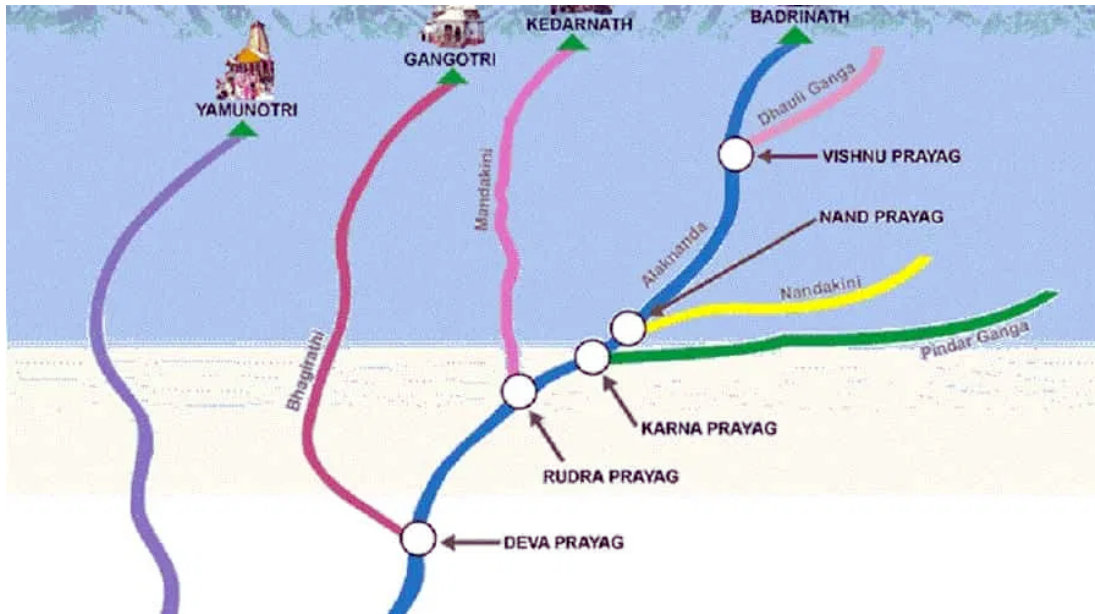 KEDARNATH
BADRINATH
GANGOTRI
YAMUNOTRI
Dhauli Ganga
VISHNU PRAYAG
Mandakini
NAND PRAYAG
Alaknanda
Nandakini
Pindar Ganga
Bhagirathi
KARNA PRAYAG
RUDRA PRAYAG
DEVA PRAYAG